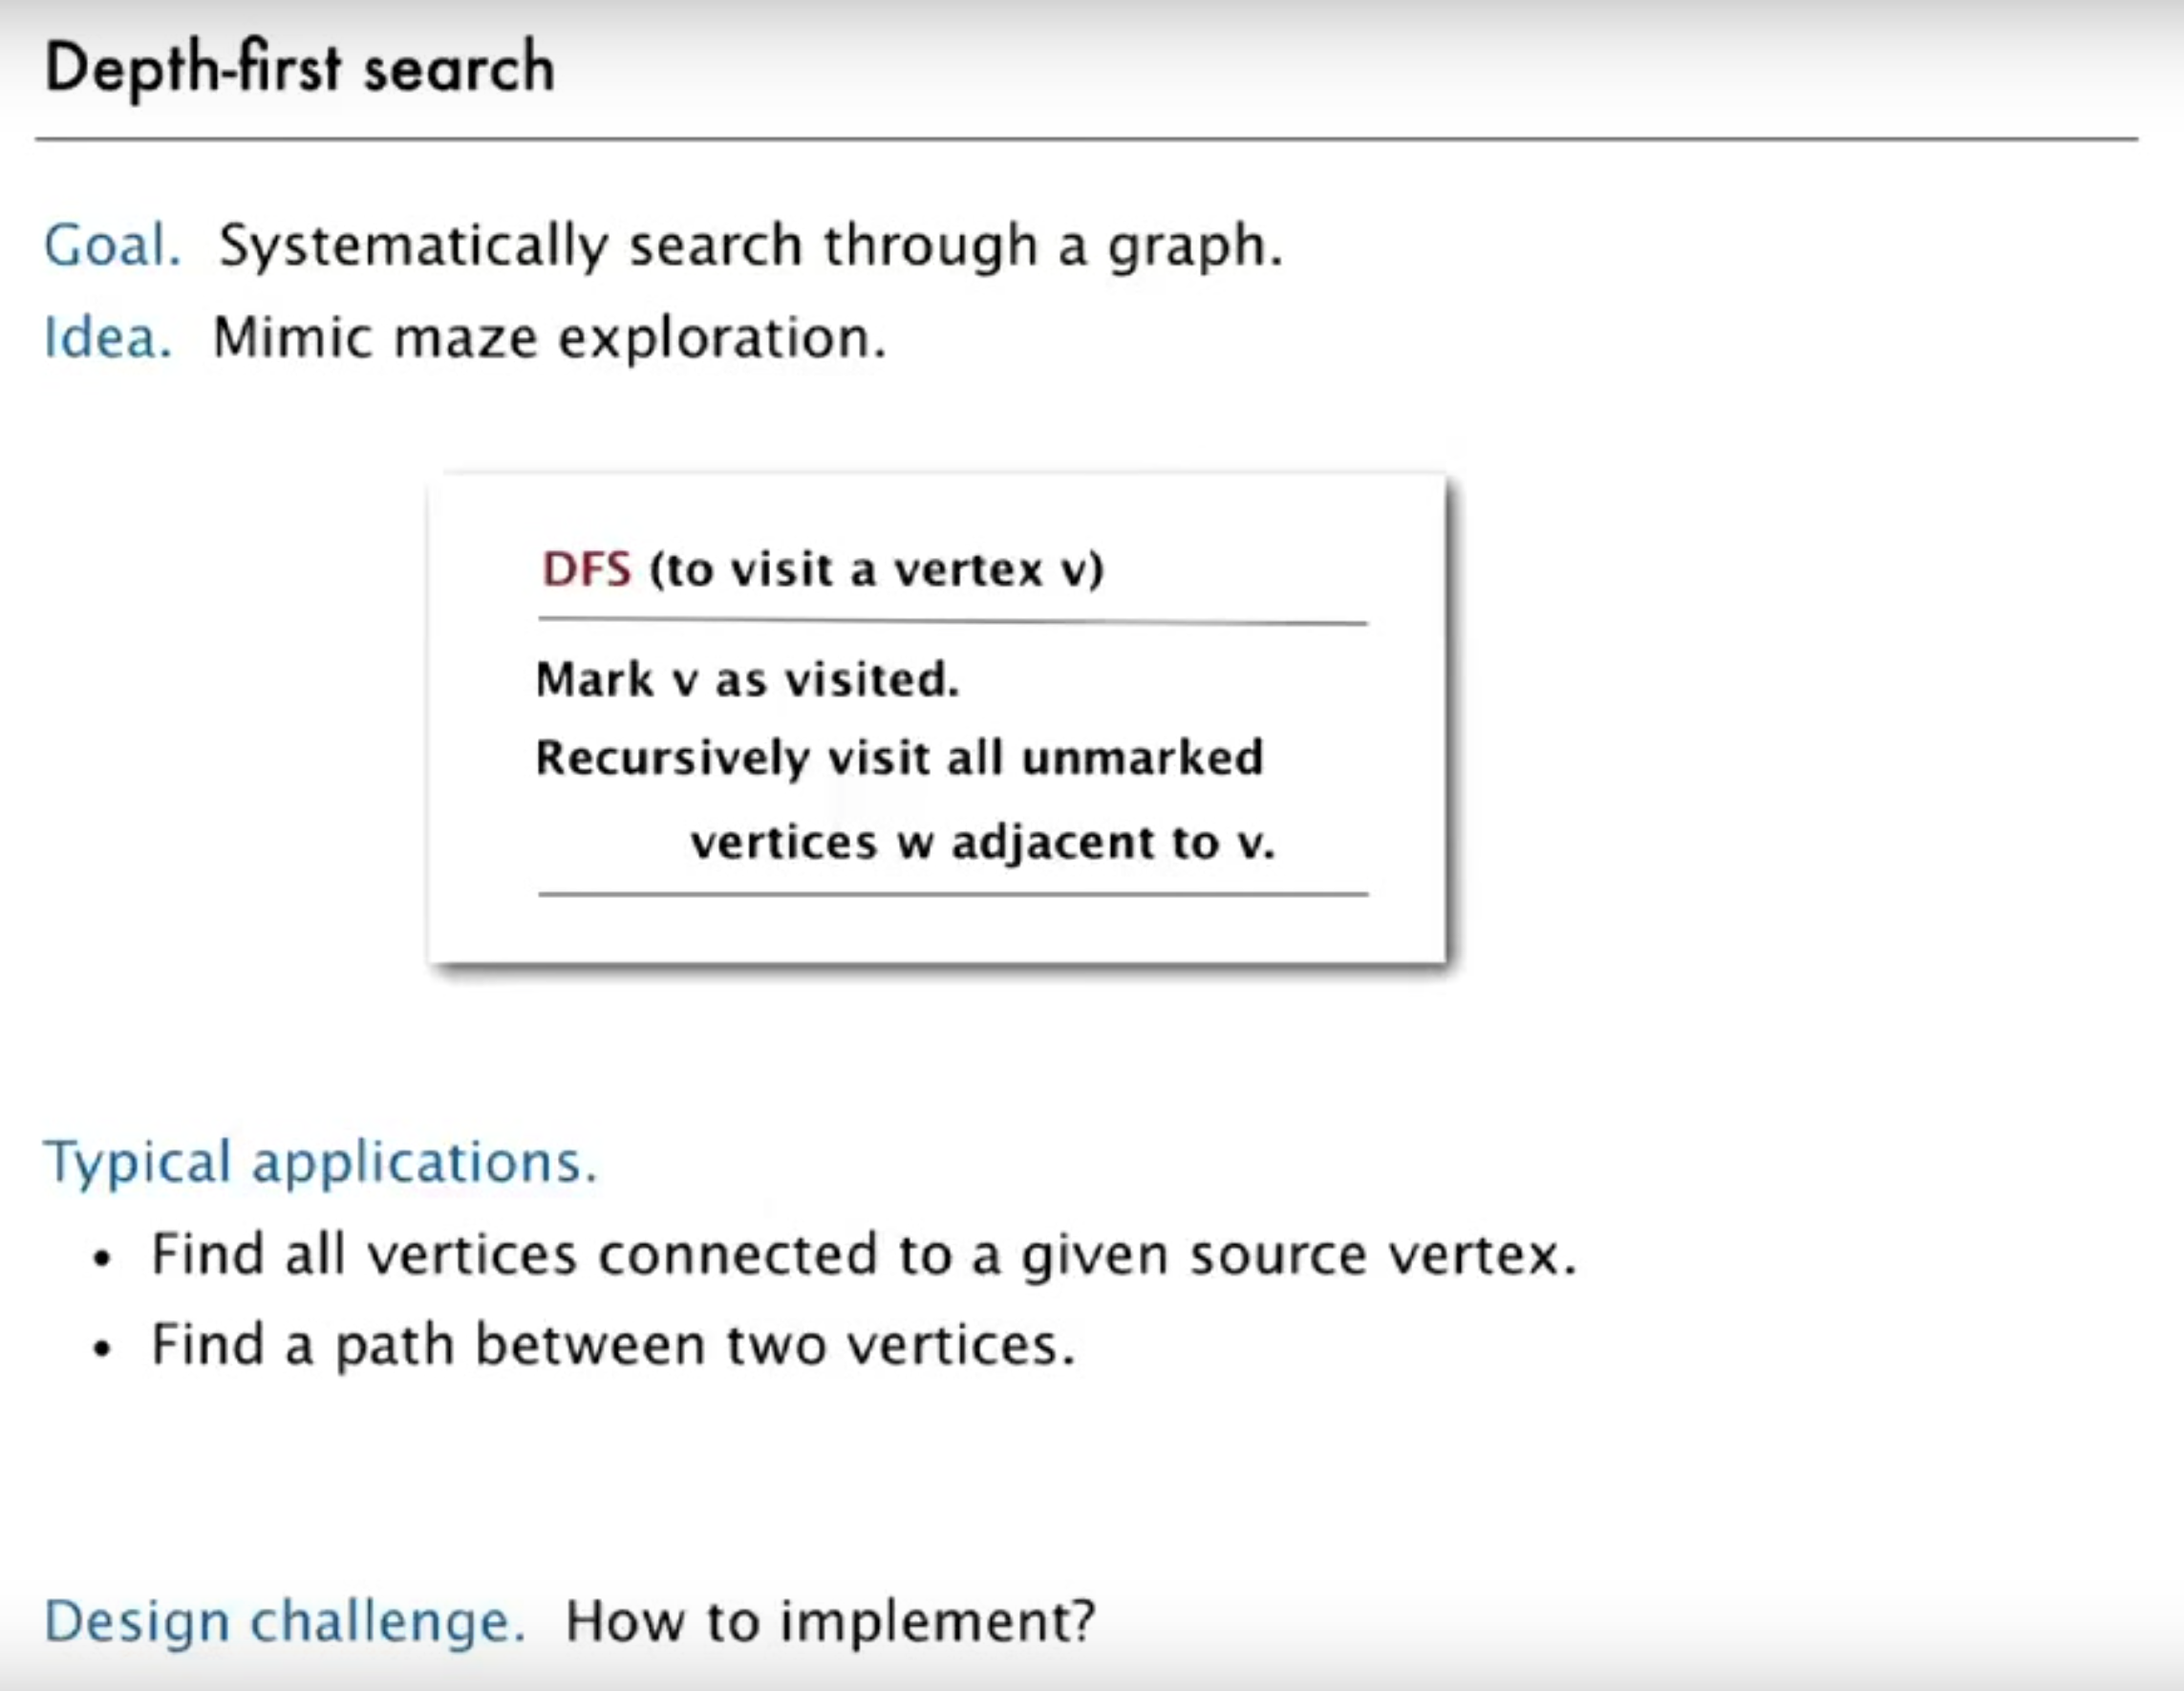 Depth-first search
Goal. Systematically search through a graph.
Idea. Mimic maze exploration.
DFS (to visit a vertex v)
Mark v as visited.
Recursively visit all unmarked
vertices w adjacent to v.
Typical applications.
• Find all vertices connected to a given source vertex.
• Find a path between two vertices.
Design challenge. How to implement?